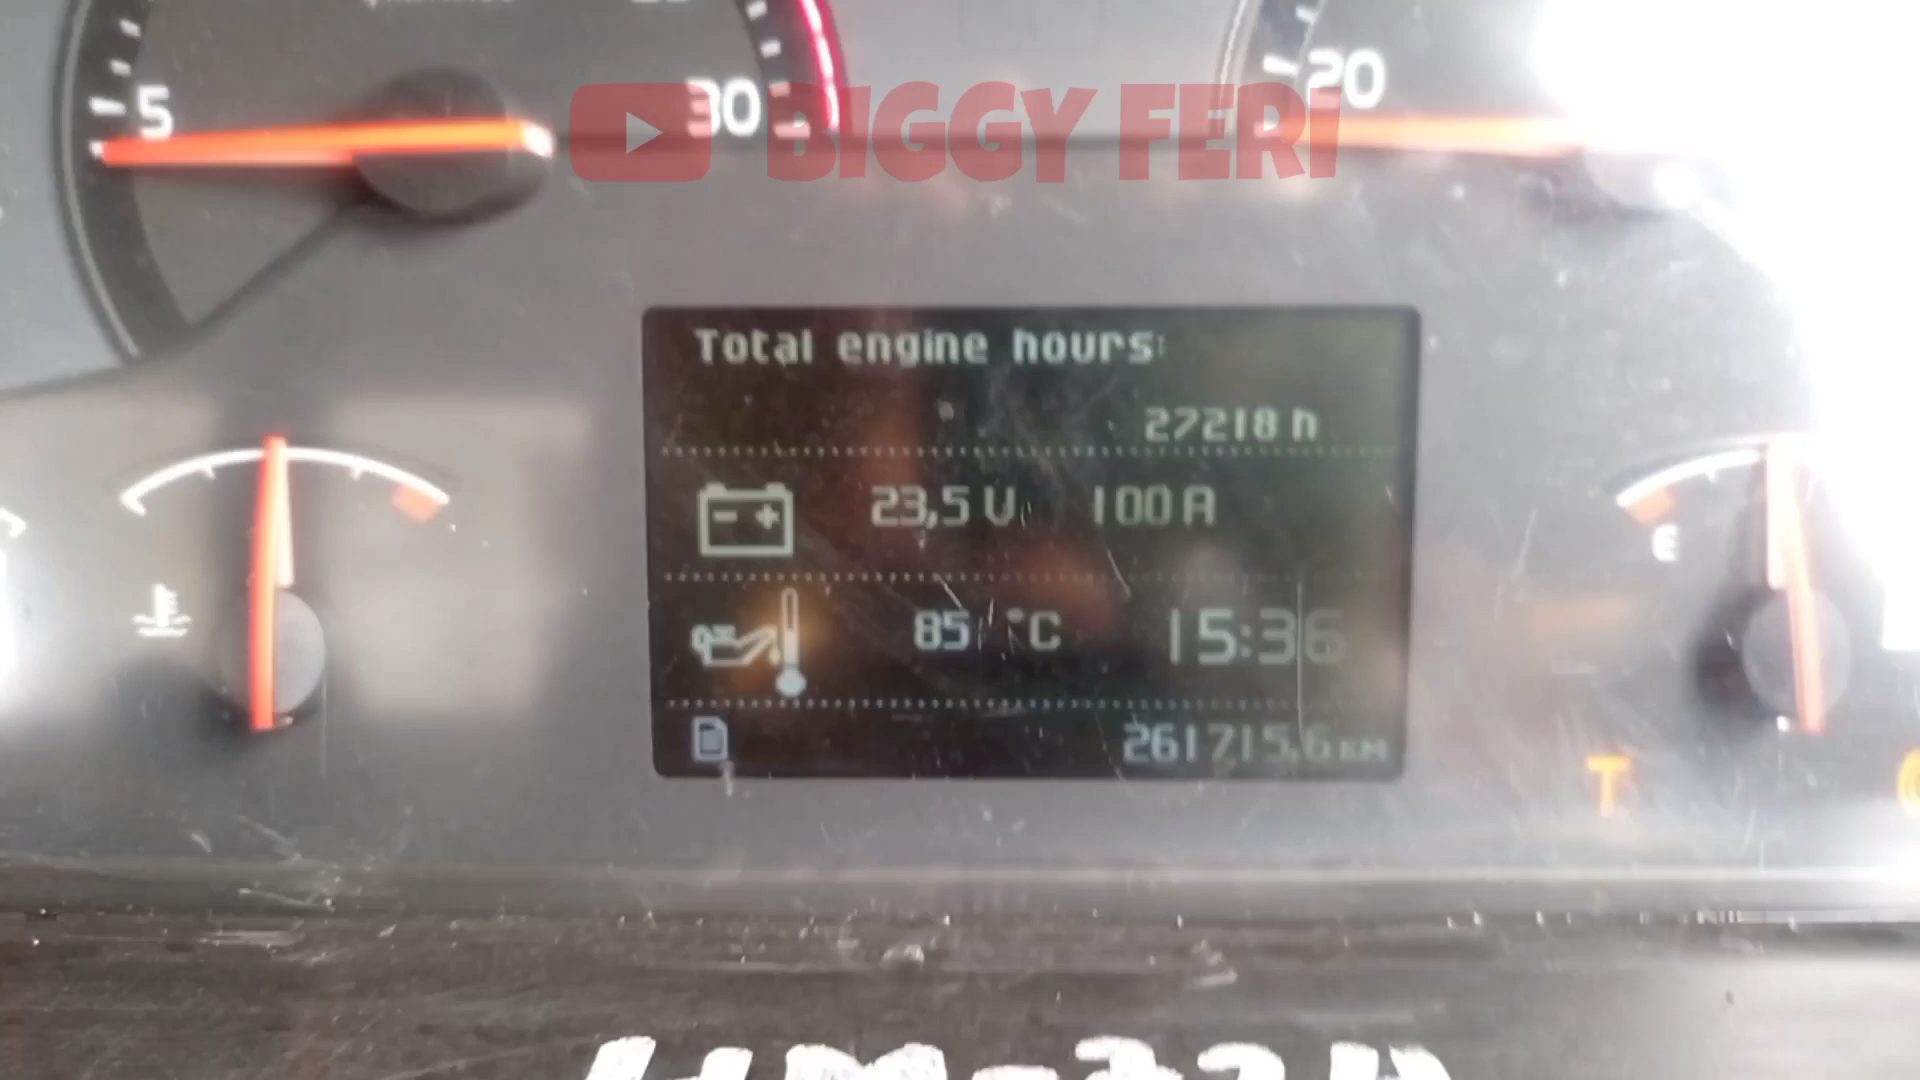 5
30
20
BIGGY FERI
Total engine hours:
27218 h
23,5 V 100 A
85 °C 15:36
261715.6 KM
E
T